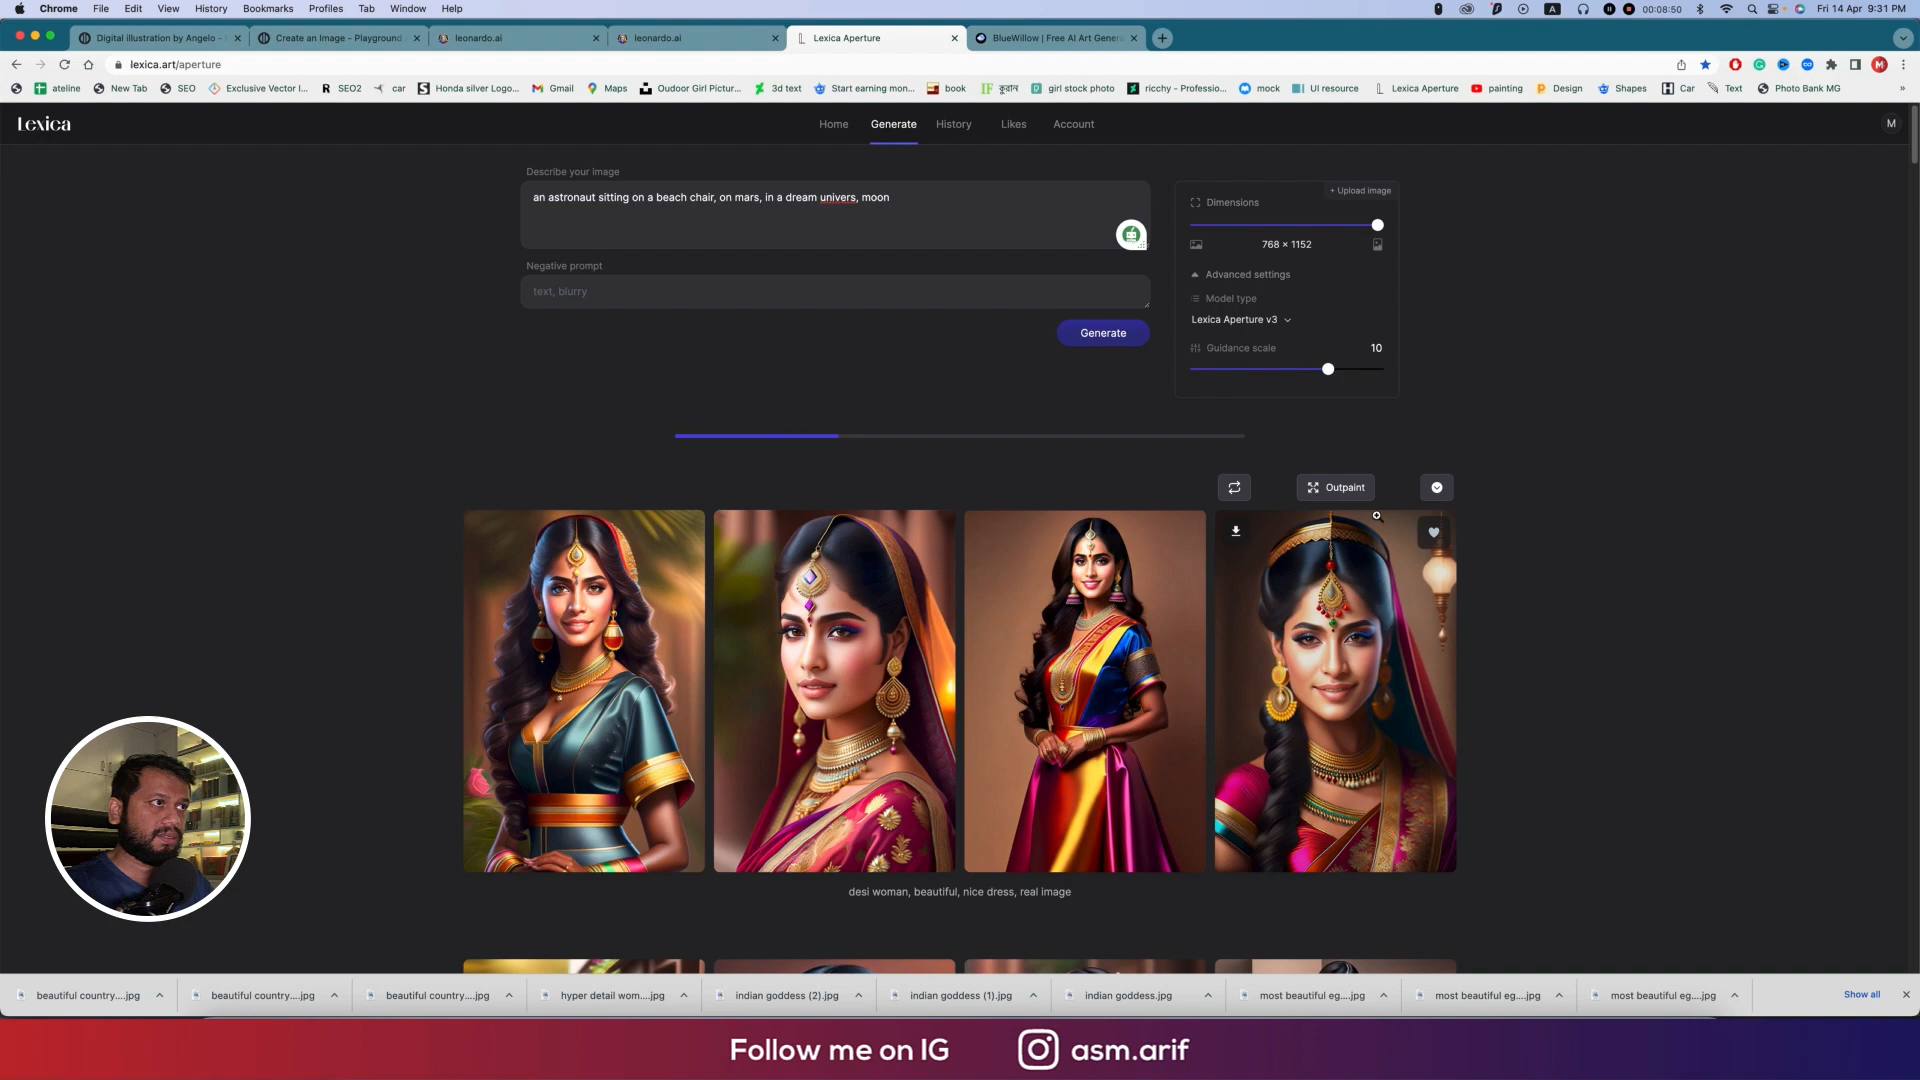 Chrome File Edit View History Bookmarks Profiles Tab Window Help
A 00:08:50 Fri 14 Apr 9:31 PM
Digital illustration by Angelo -
Create an Image - Playground
leonardo.ai
leonardo.ai
Lexica Aperture
BlueWillow | Free AI Art Genera
lexica.art/aperture
M
ateline New Tab SEO Exclusive Vector I... R SEO2 car Honda silver Logo... Gmail Maps Oudoor Girl Pictur... 3d text Start earning mon... book IF girl stock photo ricchy - Professio... mock UI resource Lexica Aperture painting Design Shapes Car Text Photo Bank MG »
Lexica
Home Generate History Likes Account
M
Describe your image
an astronaut sitting on a beach chair, on mars, in a dream univers, moon
Negative prompt
text, blurry
Generate
+ Upload image
Dimensions
768 × 1152
Advanced settings
Model type
Lexica Aperture v3
Guidance scale 10
Outpaint
desi woman, beautiful, nice dress, real image
beautiful country....jpg
beautiful country....jpg
beautiful country....jpg
hyper detail wom....jpg
indian goddess (2).jpg
indian goddess (1).jpg
indian goddess.jpg
most beautiful eg....jpg
most beautiful eg....jpg
most beautiful eg....jpg
Show all
Follow me on IG asm.arif